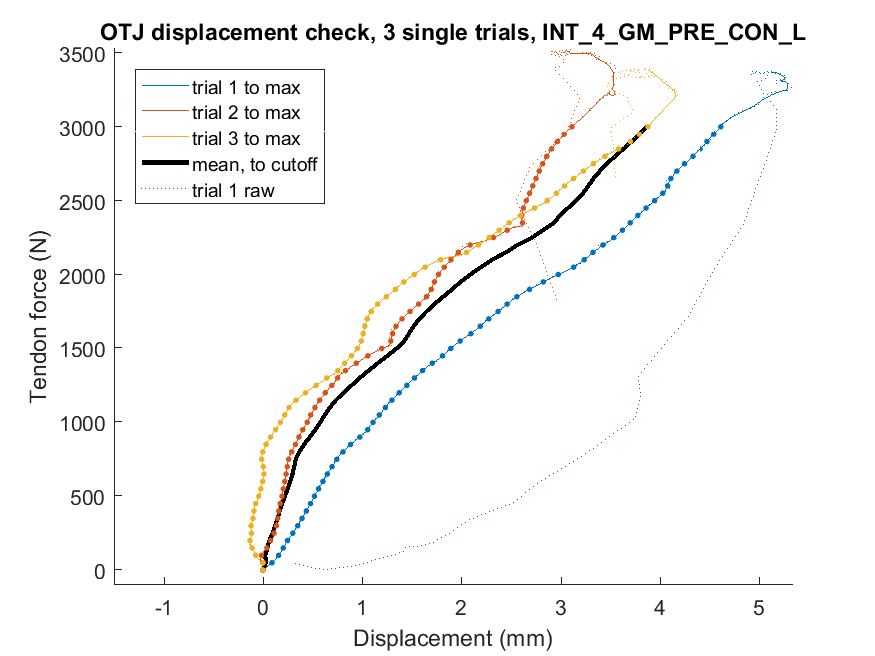 OTJ displacement check, 3 single trials, INT_4_GM_PRE_CON_L
3500
3000
2500
2000
1500
1000
500
0
Tendon force (N)
trial 1 to max
trial 2 to max
trial 3 to max
mean, to cutoff
trial 1 raw
-1
0
1
2
3
4
5
Displacement (mm)